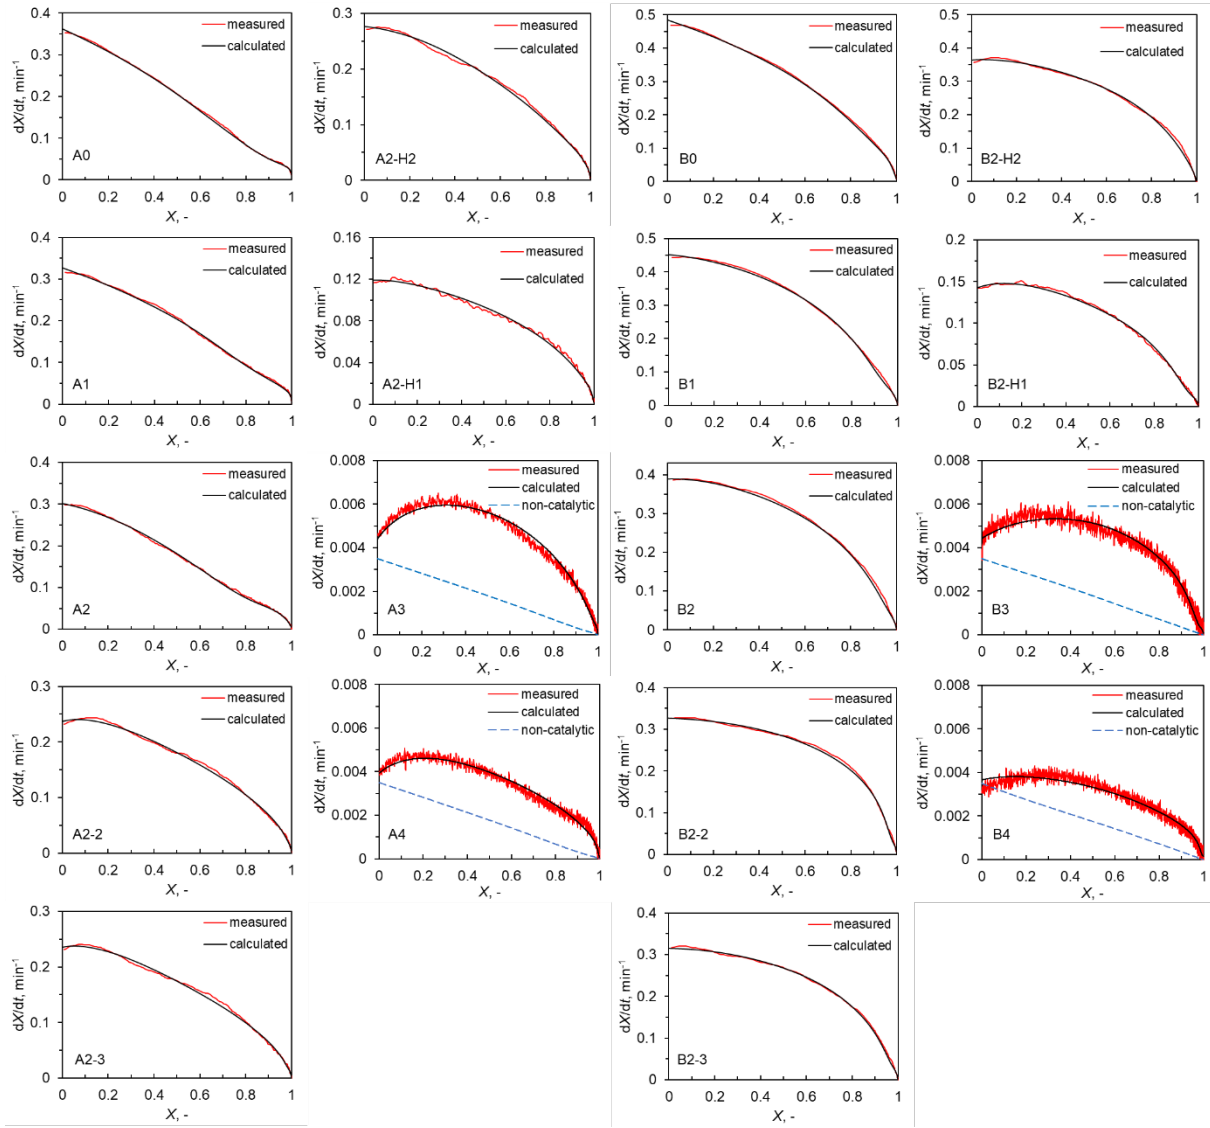 0.4
0.3
0.2
0.1
0
dX/dt, min⁻¹
measured
calculated
A0
0 0.2 0.4 0.6 0.8 1
X, -
0.3
0.2
0.1
0
dX/dt, min⁻¹
measured
calculated
A2-H2
0 0.2 0.4 0.6 0.8 1
X, -
0.5
0.4
0.3
0.2
0.1
0
dX/dt, min⁻¹
measured
calculated
B0
0 0.2 0.4 0.6 0.8 1
X, -
0.5
0.4
0.3
0.2
0.1
0
dX/dt, min⁻¹
measured
calculated
B2-H2
0 0.2 0.4 0.6 0.8 1
X, -
0.4
0.3
0.2
0.1
0
dX/dt, min⁻¹
measured
calculated
A1
0 0.2 0.4 0.6 0.8 1
X, -
0.16
0.12
0.08
0.04
0.00
dX/dt, min⁻¹
measured
calculated
A2-H1
0 0.2 0.4 0.6 0.8 1
X, -
0.5
0.4
0.3
0.2
0.1
0
dX/dt, min⁻¹
measured
calculated
B1
0 0.2 0.4 0.6 0.8 1
X, -
0.2
0.15
0.1
0.05
0
dX/dt, min⁻¹
measured
calculated
B2-H1
0 0.2 0.4 0.6 0.8 1
X, -
0.4
0.3
0.2
0.1
0
dX/dt, min⁻¹
measured
calculated
A2
0 0.2 0.4 0.6 0.8 1
X, -
0.008
0.006
0.004
0.002
0
dX/dt, min⁻¹
measured
calculated
non-catalytic
A3
0 0.2 0.4 0.6 0.8 1
X, -
0.4
0.3
0.2
0.1
0
dX/dt, min⁻¹
measured
calculated
B2
0 0.2 0.4 0.6 0.8 1
X, -
0.008
0.006
0.004
0.002
0
dX/dt, min⁻¹
measured
calculated
non-catalytic
B3
0 0.2 0.4 0.6 0.8 1
X, -
0.3
0.2
0.1
0
dX/dt, min⁻¹
measured
calculated
A2-2
0 0.2 0.4 0.6 0.8 1
X, -
0.008
0.006
0.004
0.002
0
dX/dt, min⁻¹
measured
calculated
non-catalytic
A4
0 0.2 0.4 0.6 0.8 1
X, -
0.4
0.3
0.2
0.1
0
dX/dt, min⁻¹
measured
calculated
B2-2
0 0.2 0.4 0.6 0.8 1
X, -
0.008
0.006
0.004
0.002
0
dX/dt, min⁻¹
measured
calculated
non-catalytic
B4
0 0.2 0.4 0.6 0.8 1
X, -
0.3
0.2
0.1
0
dX/dt, min⁻¹
measured
calculated
A2-3
0 0.2 0.4 0.6 0.8 1
X, -
0.4
0.3
0.2
0.1
0
dX/dt, min⁻¹
measured
calculated
B2-3
0 0.2 0.4 0.6 0.8 1
X, -